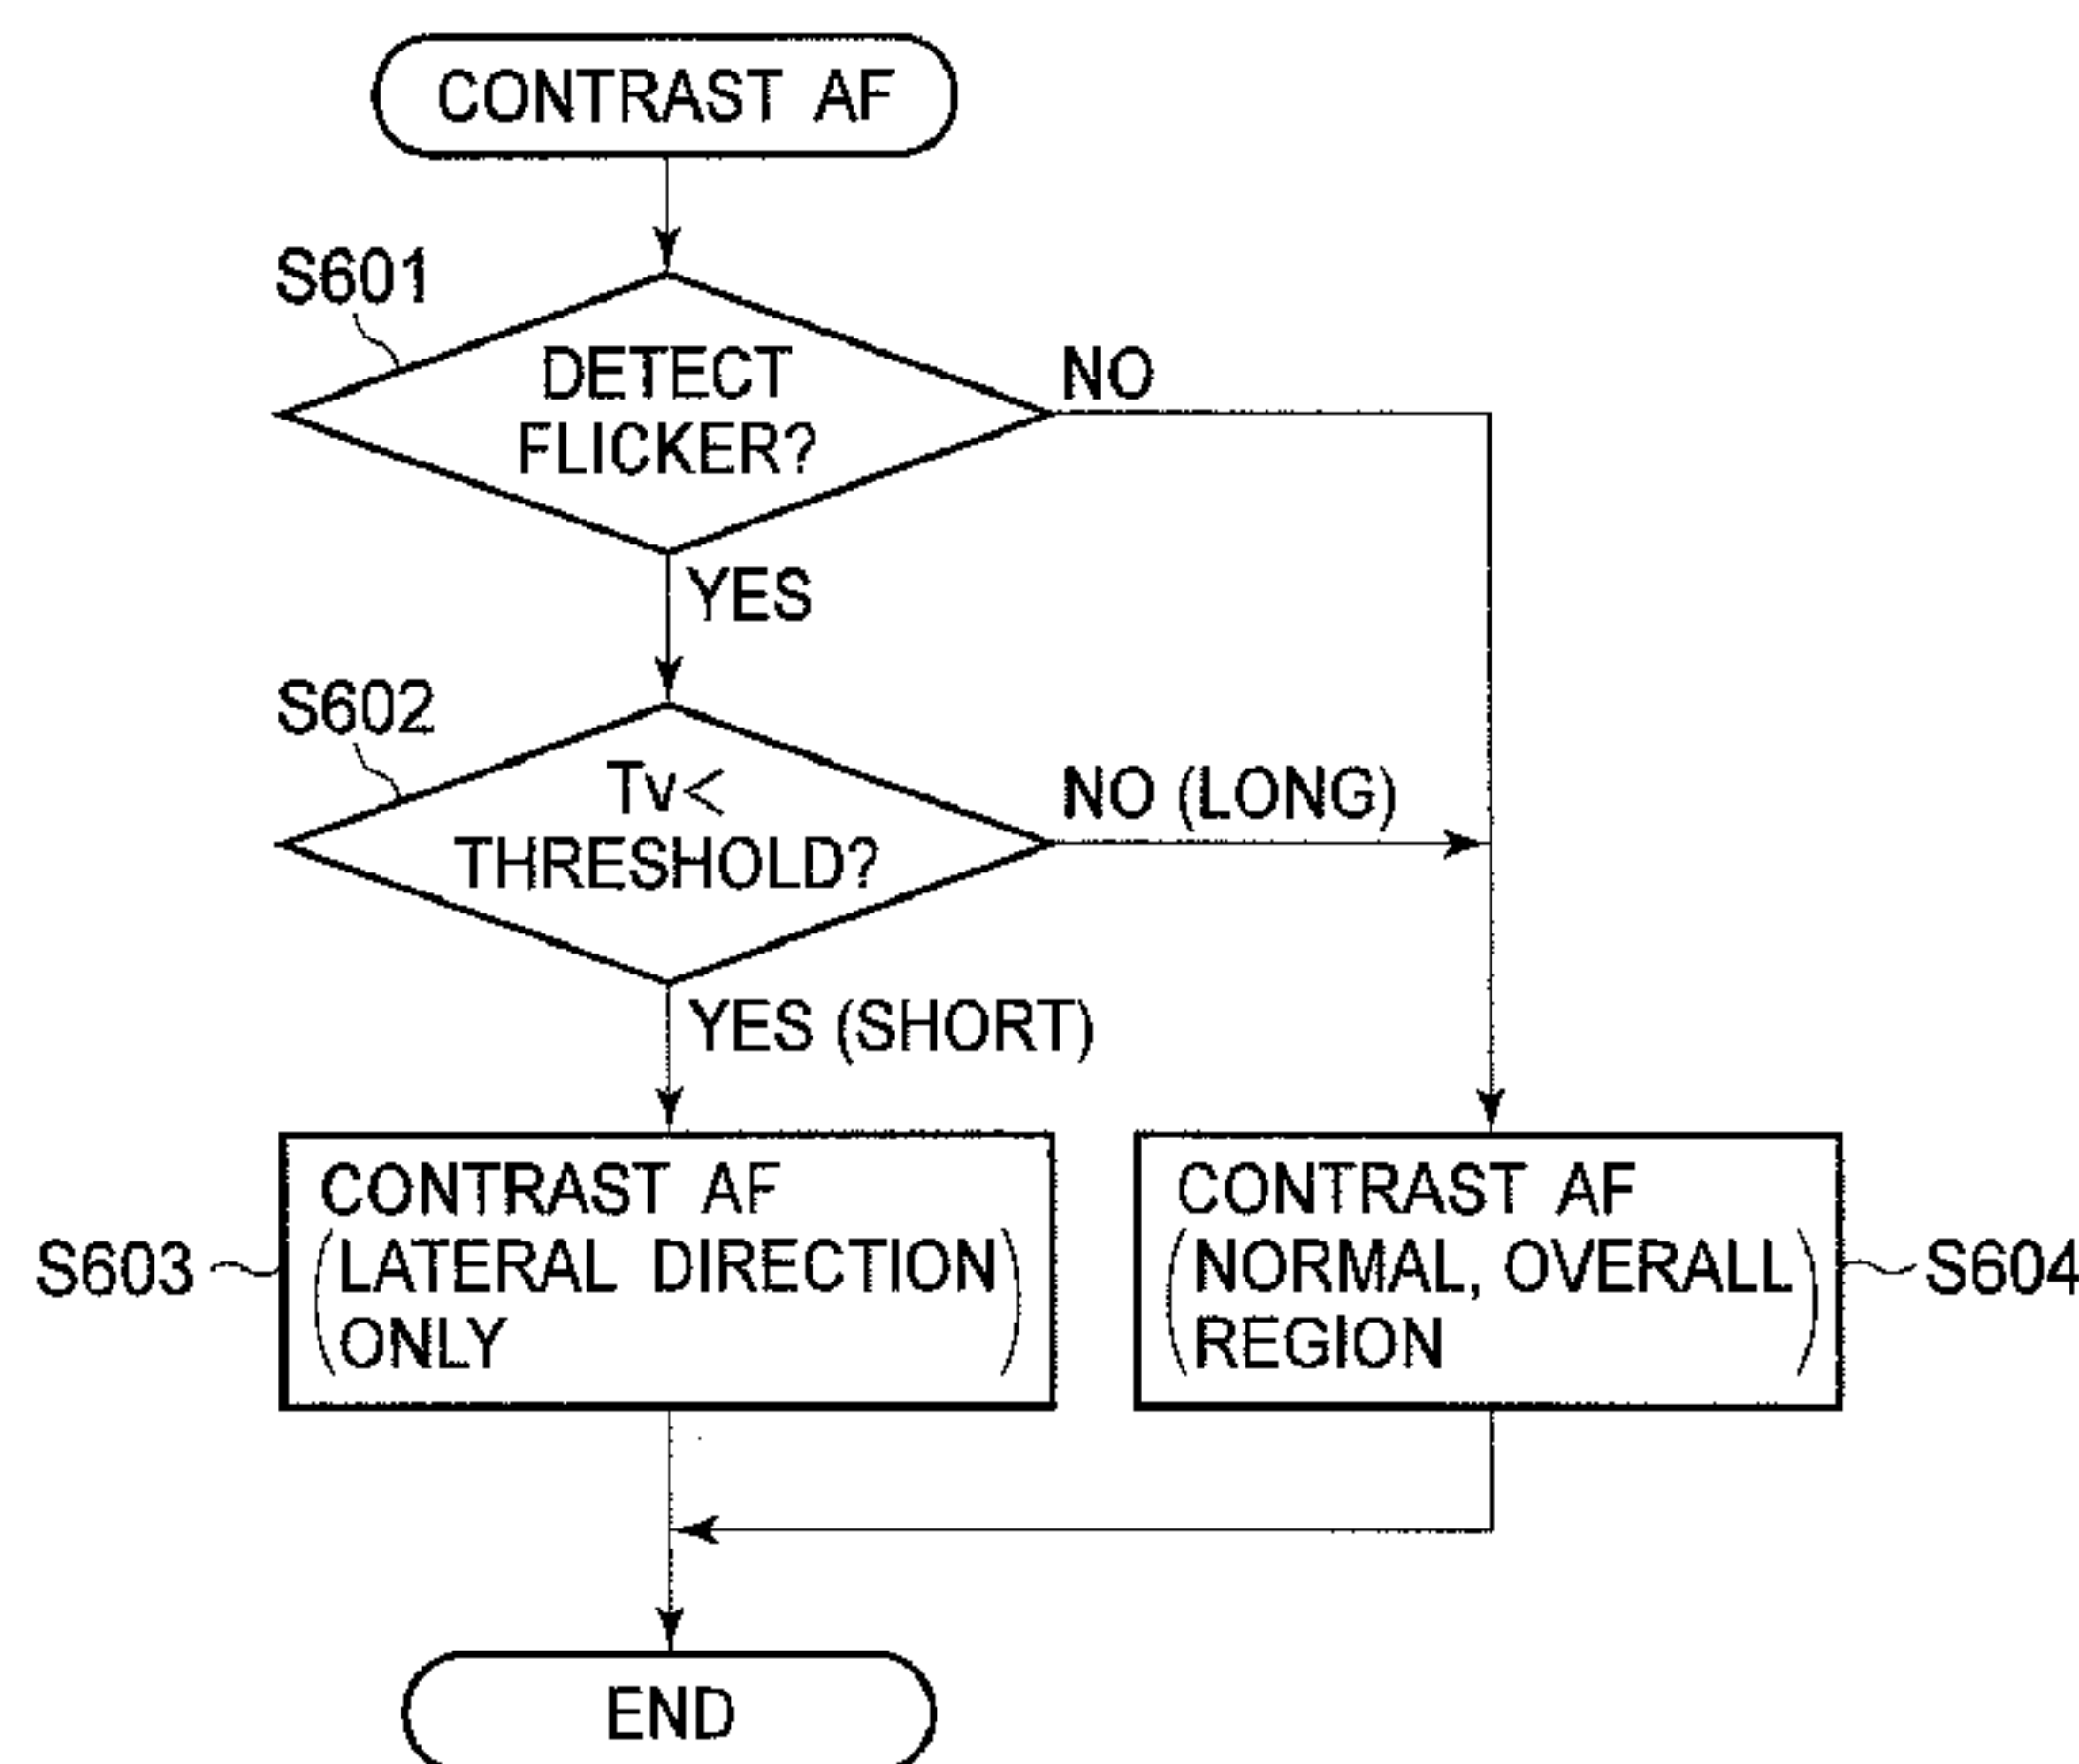 CONTRAST AF
S601
DETECT
FLICKER?
NO
YES
S602
Tv<
THRESHOLD?
NO (LONG)
YES (SHORT)
S603
CONTRAST AF
(LATERAL DIRECTION
ONLY)
CONTRAST AF
(NORMAL, OVERALL
REGION)
S604
END